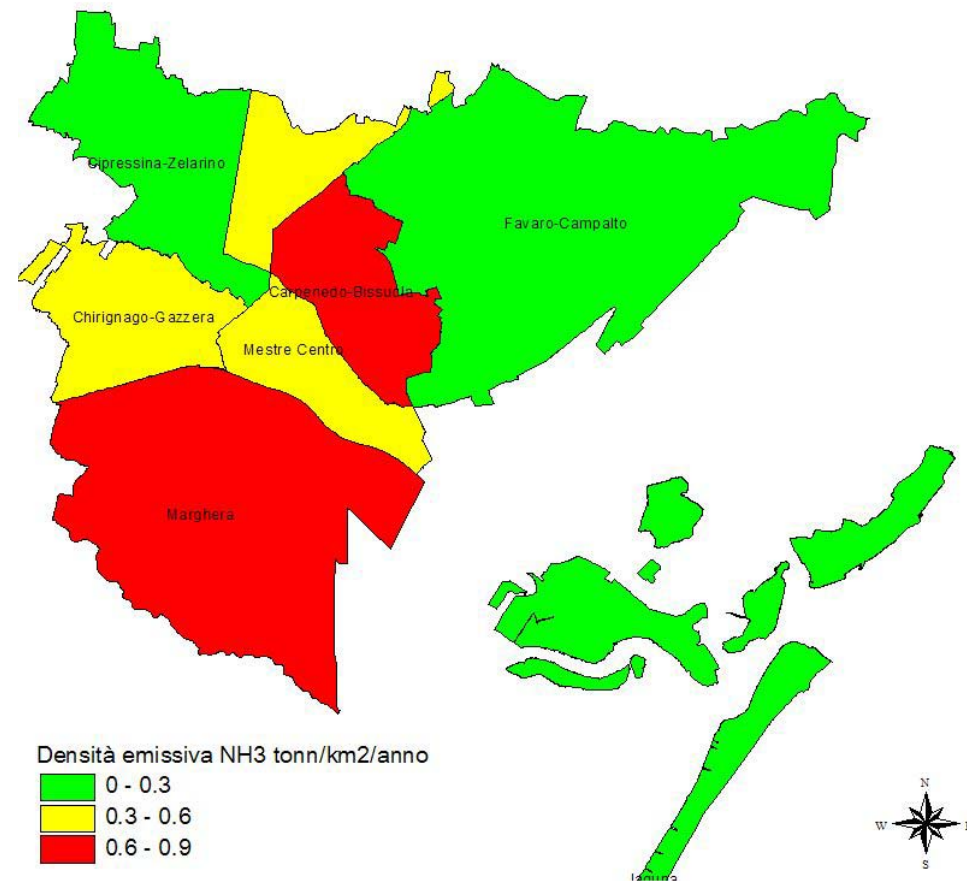 Cipressina-Zelarino
Favaro-Campalto
Carpenedo-Bissuola
Chirignago-Gazzera
Mestre Centro
Marghera
Densità emissiva NH3 tonn/km2/anno
0 - 0.3
0.3 - 0.6
0.6 - 0.9
N
W
S
laguna